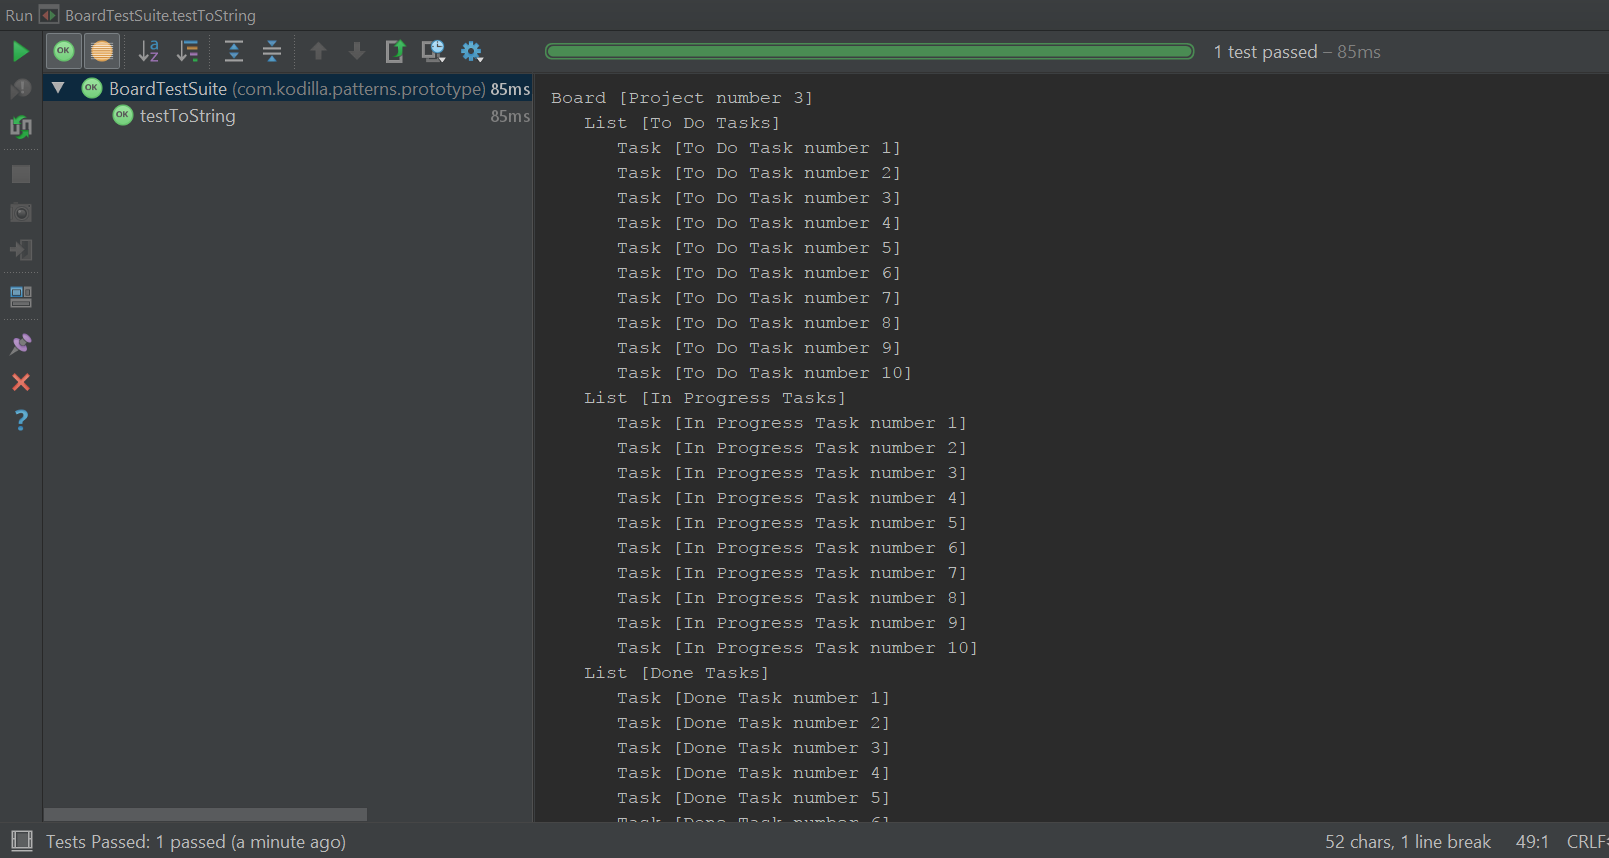 Run BoardTestSuite.testToString
OK
1 test passed – 85ms
OK BoardTestSuite (com.kodilla.patterns.prototype) 85ms
OK testToString 85ms
Board [Project number 3]
List [To Do Tasks]
Task [To Do Task number 1]
Task [To Do Task number 2]
Task [To Do Task number 3]
Task [To Do Task number 4]
Task [To Do Task number 5]
Task [To Do Task number 6]
Task [To Do Task number 7]
Task [To Do Task number 8]
Task [To Do Task number 9]
Task [To Do Task number 10]
List [In Progress Tasks]
Task [In Progress Task number 1]
Task [In Progress Task number 2]
Task [In Progress Task number 3]
Task [In Progress Task number 4]
Task [In Progress Task number 5]
Task [In Progress Task number 6]
Task [In Progress Task number 7]
Task [In Progress Task number 8]
Task [In Progress Task number 9]
Task [In Progress Task number 10]
List [Done Tasks]
Task [Done Task number 1]
Task [Done Task number 2]
Task [Done Task number 3]
Task [Done Task number 4]
Task [Done Task number 5]
Task [Done Task number 6]
Tests Passed: 1 passed (a minute ago)
52 chars, 1 line break 49:1 CRLF